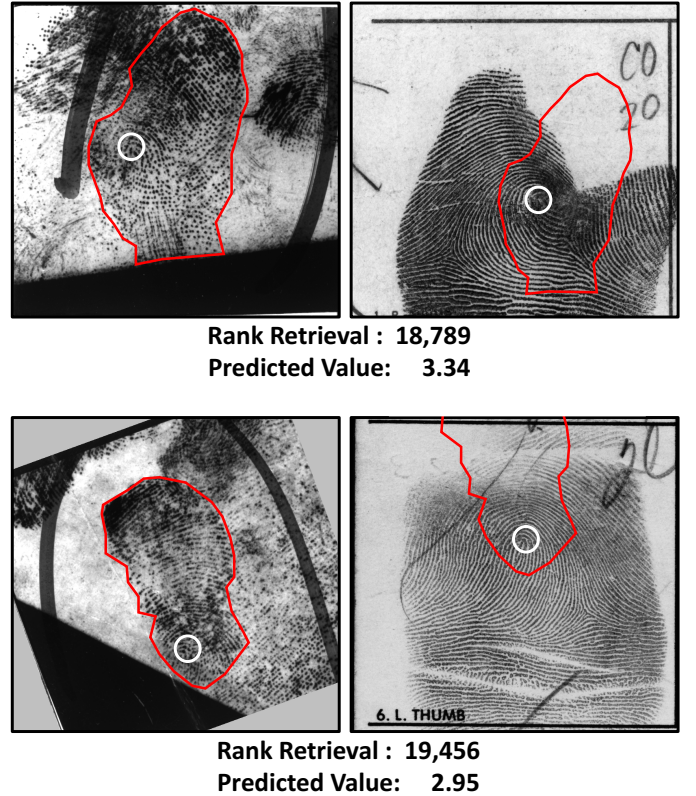 CO
20
Rank Retrieval : 18,789
Predicted Value: 3.34
6. L. THUMB
Rank Retrieval : 19,456
Predicted Value: 2.95